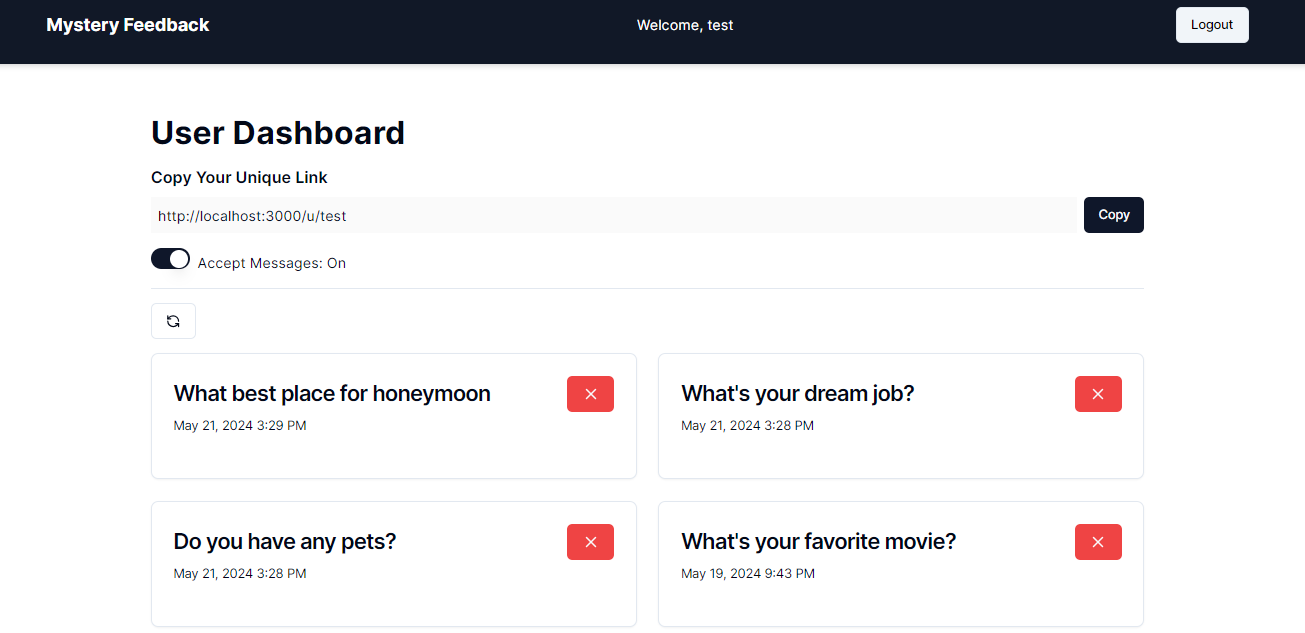 Mystery Feedback
Welcome, test
Logout
User Dashboard
Copy Your Unique Link
http://localhost:3000/u/test
Copy
Accept Messages: On
What best place for honeymoon
May 21, 2024 3:29 PM
What's your dream job?
May 21, 2024 3:28 PM
Do you have any pets?
May 21, 2024 3:28 PM
What's your favorite movie?
May 19, 2024 9:43 PM